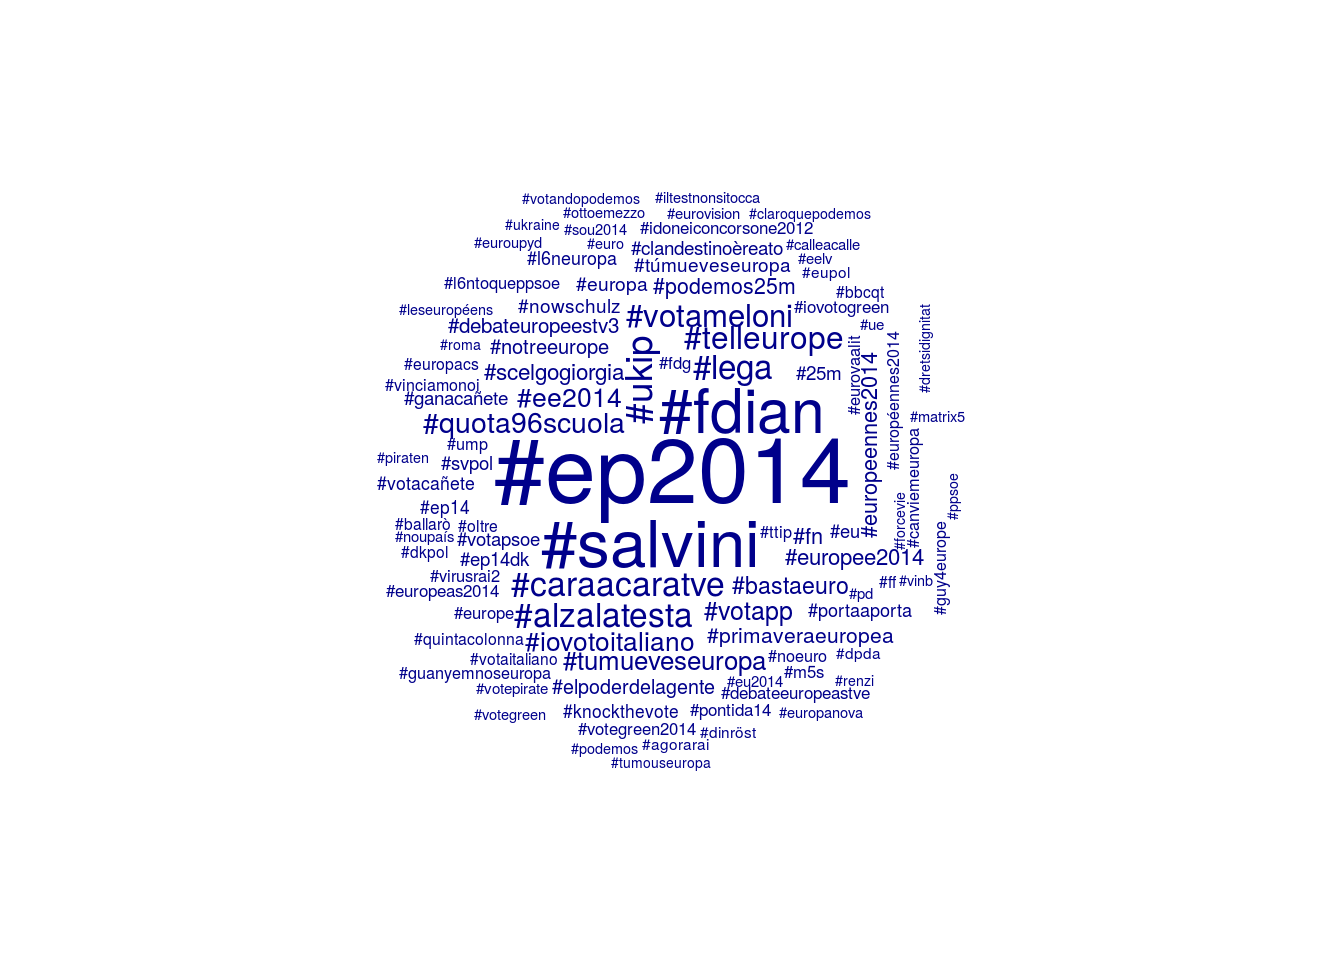 #votandopodemos #iltestnonsitocca
#ottoemezzo #eurovision #claroquepodemos
#ukraine #sou2014 #idoneiconcorsone2012
#euroupyd #euro #clandestinoèreato #calleacalle
#l6neuropa #túmueveseuropa #eelv
#eupol
#l6ntoqueppsoe #europa #podemos25m
#bbcqt
#leseuropéens #nowschulz #votameloni #iovotogreen
#debateuropeestv3 #telleurope #ue
#roma #notreeurope
#europacs #scelgogiorgia #ukip #fdg #lega #25m
#eurovaalit #europeennes2014 #européennes2014 #dretsidignitat
#vinciamonoi
#ganacañete #ee2014 #fdian
#quota96scuola #matrix5
#ump
#piraten #svpol #ep2014
#votacañete
#ep14
#forcevie #canviemeuropa #ppsoe
#ballarò #oltre
#noupaís #votapsoe #salvini #ttip #fn #eu
#dkpol #ep14dk #europee2014
#virusrai2
#europeas2014 #caraacaratve #bastaeuro #ff #vinb
#pd #guy4europe
#europe #alzalatesta #votapp #portaaporta
#quintacolonna #iovotoitaliano #primaveraeuropea
#votaitaliano #tumueveseuropa #noeuro #dpda
#guanyemnoseuropa #m5s
#votepirate #elpoderdelagente #eu2014 #renzi
#debateeuropeastve
#votegreen #knockthevote #pontida14 #europanova
#votegreen2014 #dinröst
#podemos #agorarai
#tumouseuropa